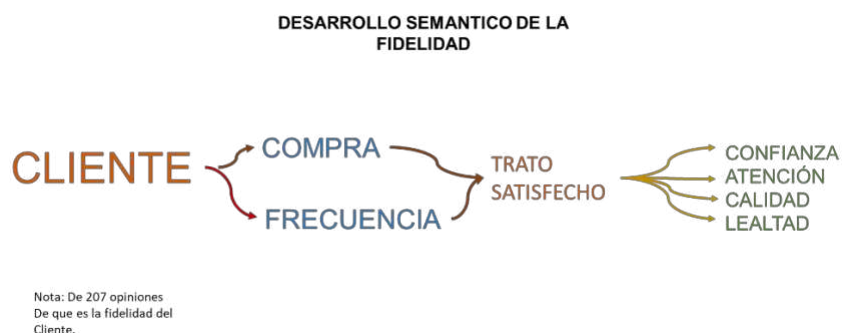 DESARROLLO SEMANTICO DE LA
FIDELIDAD
CLIENTE
COMPRA
FRECUENCIA
TRATO
SATISFECHO
CONFIANZA
ATENCIÓN
CALIDAD
LEALTAD
Nota: De 207 opiniones
De que es la fidelidad del
Cliente.